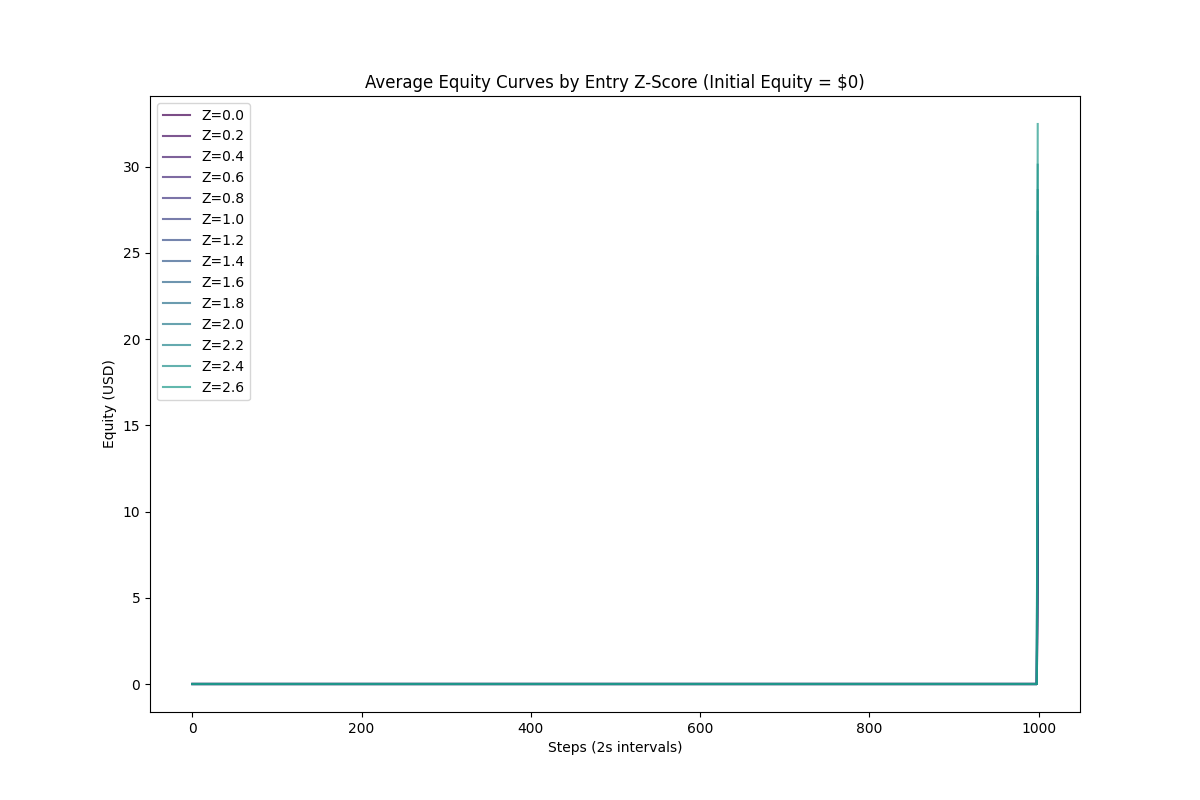 Average Equity Curves by Entry Z-Score (Initial Equity = $0)
Z=0.0
Z=0.2
Z=0.4
Z=0.6
Z=0.8
Z=1.0
Z=1.2
Z=1.4
Z=1.6
Z=1.8
Z=2.0
Z=2.2
Z=2.4
Z=2.6
Equity (USD)
30
25
20
15
10
5
0
0 200 400 600 800 1000
Steps (2s intervals)